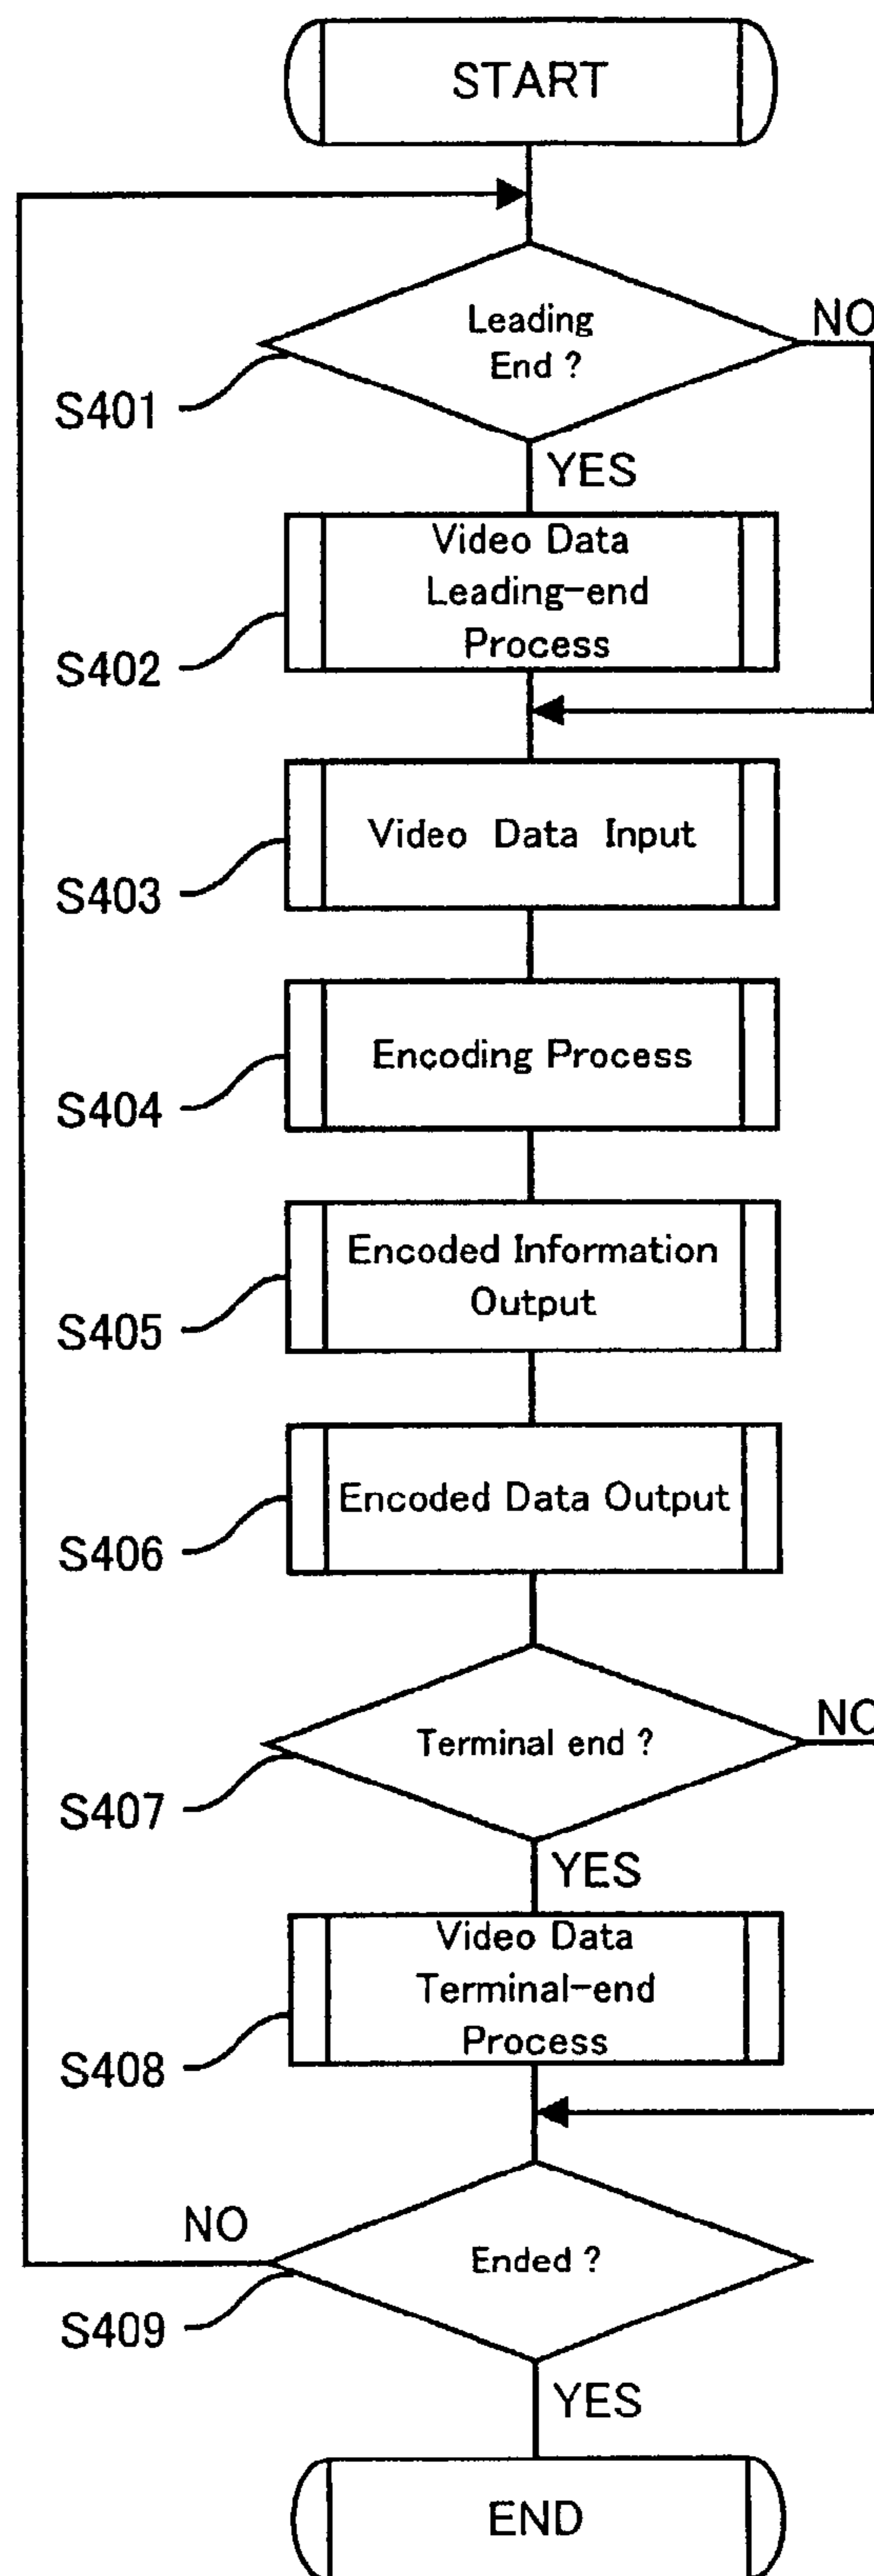 START
Leading
End ?
NO
S401
YES
Video Data
Leading-end
Process
S402
Video Data Input
S403
Encoding Process
S404
Encoded Information
Output
S405
Encoded Data Output
S406
Terminal end ?
NO
S407
YES
Video Data
Terminal-end
Process
S408
NO
Ended ?
S409
YES
END